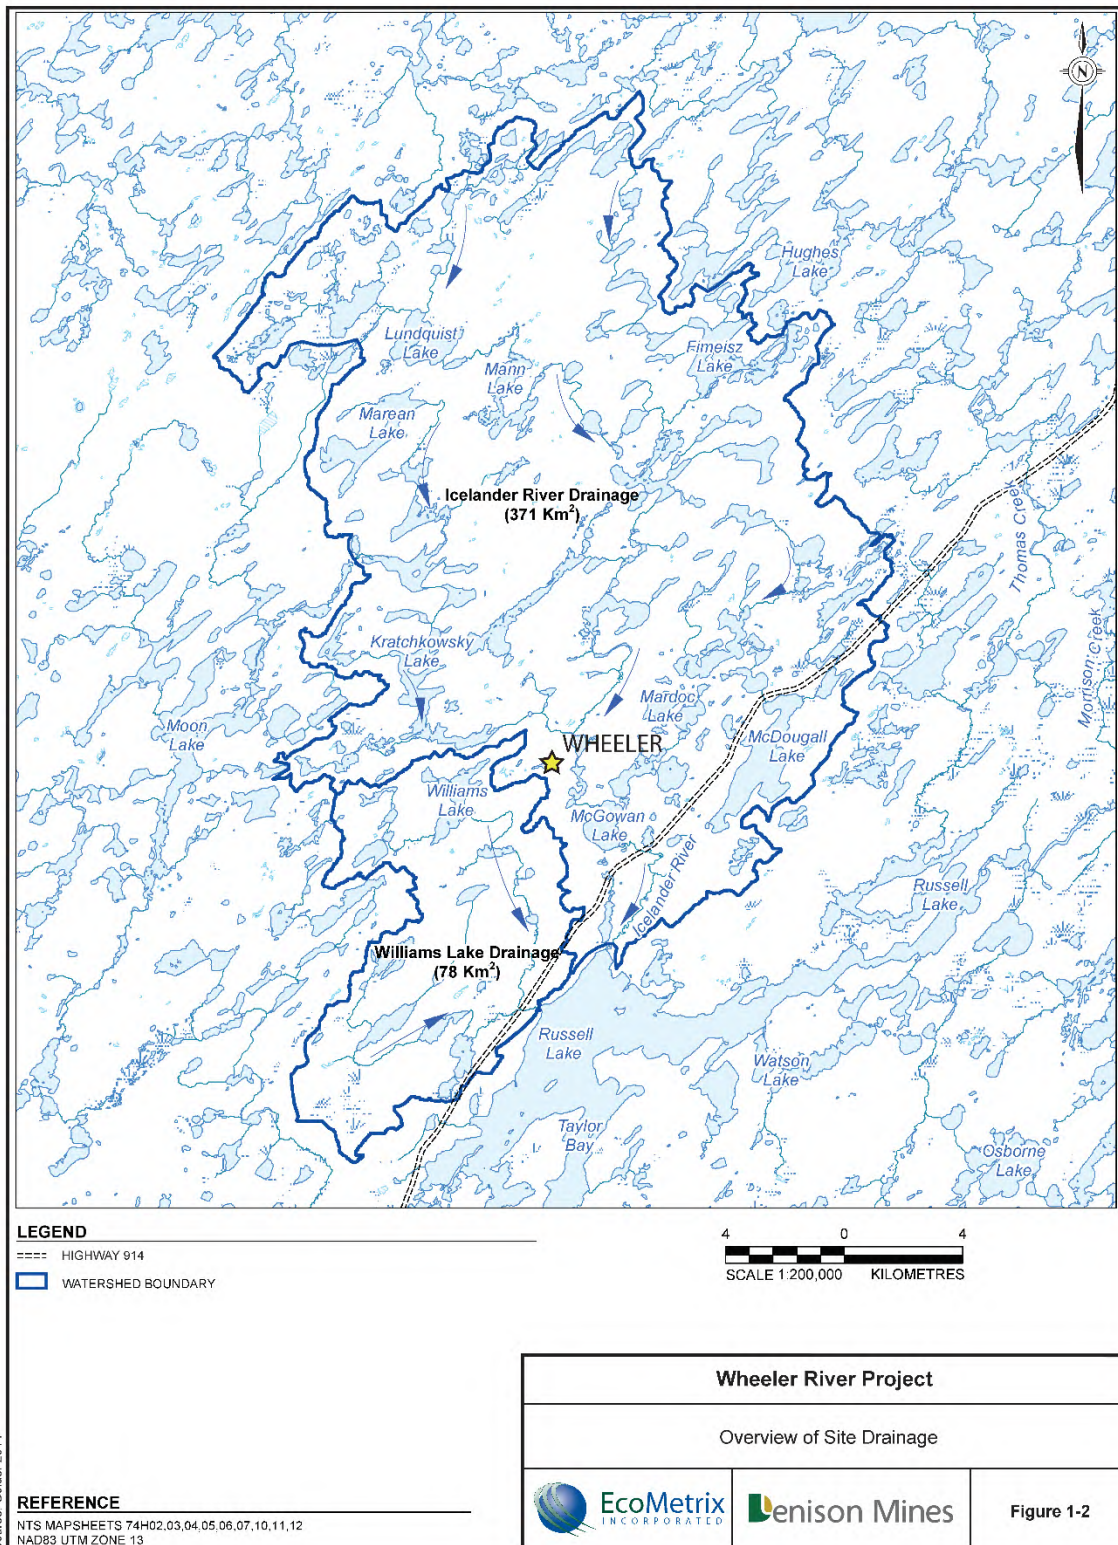 N
Hughes
Lake
Lundquist
Lake
Fimeisz
Lake
Mann
Lake
Marean
Lake
Icelander River Drainage
(371 Km²)
Thomas Creek
Kratchkowsky
Lake
Morrison Creek
Mardoc
Lake
Moon
Lake
McDougall
Lake
WHEELER
Williams
Lake
McGowan
Lake
Icelander River
Russell
Lake
Williams Lake Drainage
(78 Km²)
Russell
Lake
Watson
Lake
Taylor
Bay
Osborne
Lake
LEGEND
HIGHWAY 914
WATERSHED BOUNDARY
4 0 4
SCALE 1:200,000 KILOMETRES
Wheeler River Project
Overview of Site Drainage
EcoMetrix
INCORPORATED
Denison Mines
Figure 1-2
REFERENCE
NTS MAPSHEETS 74H02,03,04,05,06,07,10,11,12
NAD83 UTM ZONE 13